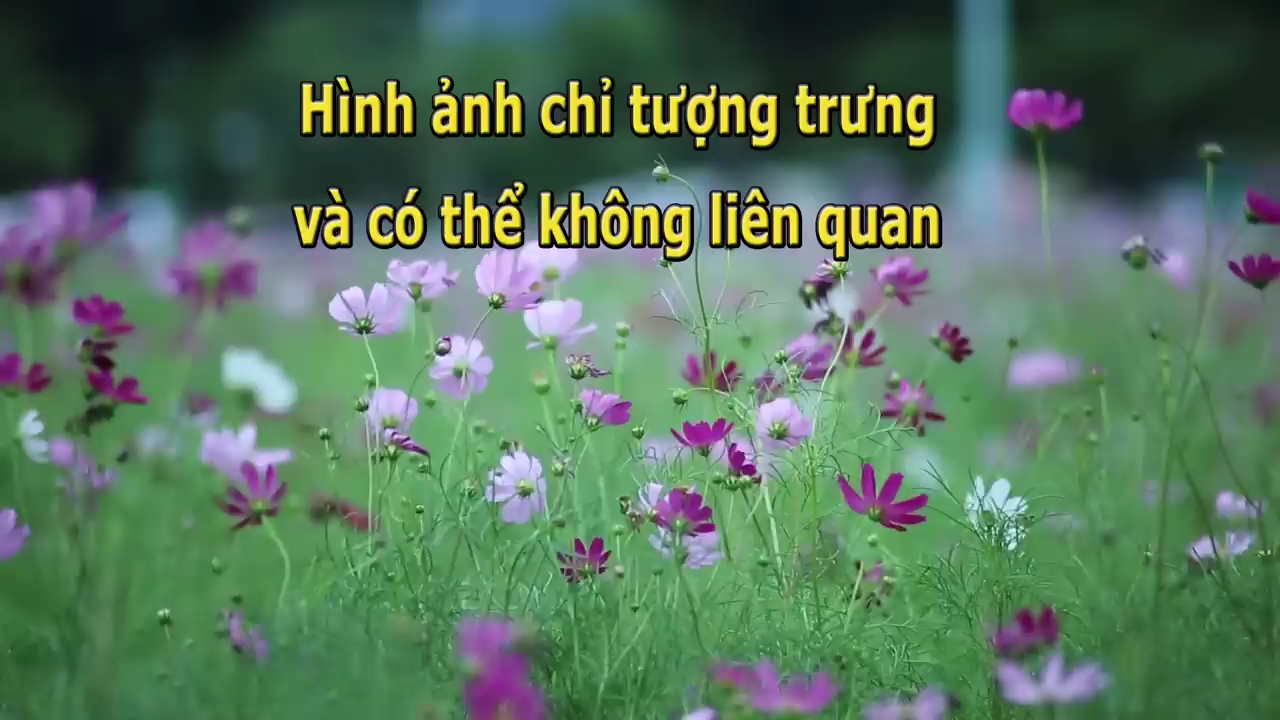 Hình ảnh chỉ tượng trưng
và có thể không liên quan